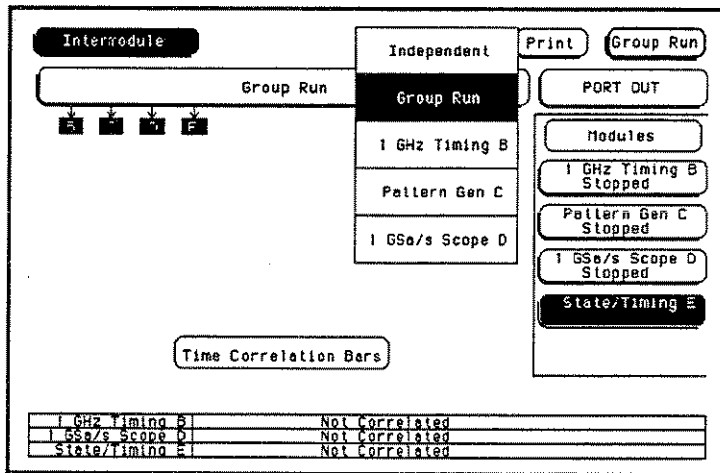 Intermodule
Independent
Print
Group Run
Group Run
Group Run
PORT OUT
B C D E
Modules
1 GHz Timing B
1 GHz Timing B
Stopped
Pattern Gen C
Pattern Gen C
Stopped
1 GSa/s Scope D
1 GSa/s Scope D
Stopped
State/Timing E
Time Correlation Bars
1 GHz Timing B Not Correlated
1 GSa/s Scope D Not Correlated
State/Timing E Not Correlated